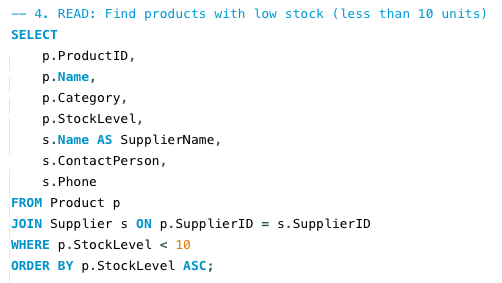 -- 4. READ: Find products with low stock (less than 10 units)
SELECT
    p.ProductID,
    p.Name,
    p.Category,
    p.StockLevel,
    s.Name AS SupplierName,
    s.ContactPerson,
    s.Phone
FROM Product p
JOIN Supplier s ON p.SupplierID = s.SupplierID
WHERE p.StockLevel < 10
ORDER BY p.StockLevel ASC;